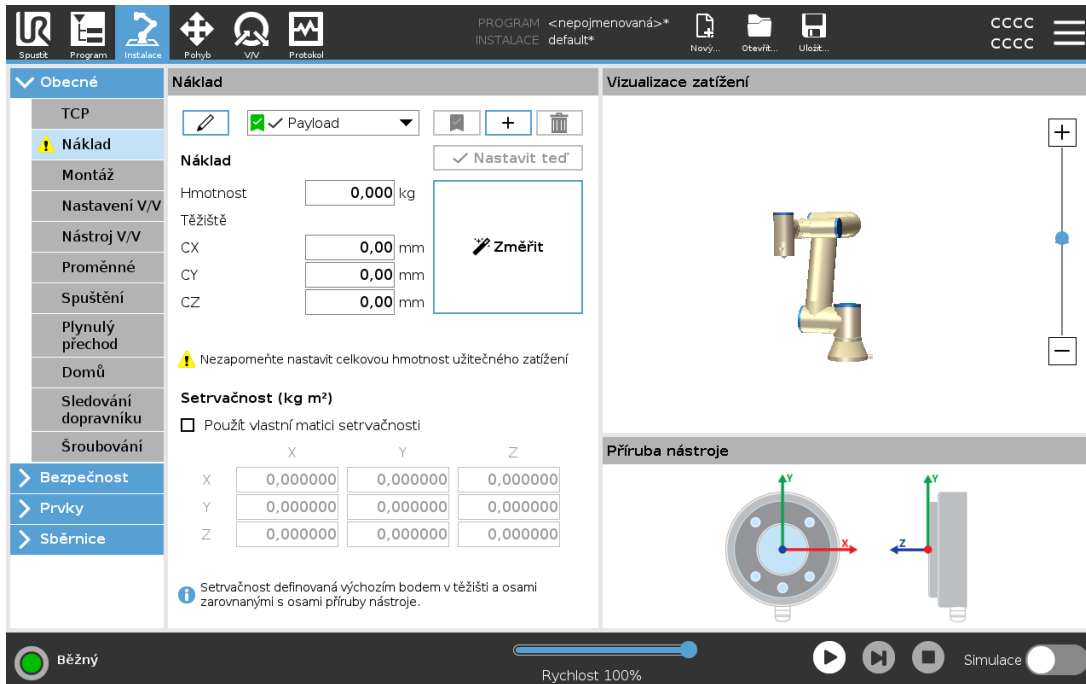 PROGRAM <nepojmenovaná>*
INSTALACE default*
UR
Spustit
Program
Instalace
Pohyb
V/V
Protokol
Nový...
Otevřít...
Uložit...
CCCC
CCCC
Obecné
TCP
Náklad
Montáž
Nastavení V/V
Nástroj V/V
Proměnné
Spuštění
Plynulý
přechod
Domů
Sledování
dopravníku
Šroubování
Bezpečnost
Prvky
Sběrnice
Náklad
Payload
Náklad
Nastavit teď
Hmotnost 0,000 kg
Těžiště
CX 0,00 mm
CY 0,00 mm
CZ 0,00 mm
Změřit
Nezapomeňte nastavit celkovou hmotnost užitečného zatížení
Setrvačnost (kg m²)
Použít vlastní matici setrvačnosti
X Y Z
X 0,000000 0,000000 0,000000
Y 0,000000 0,000000 0,000000
Z 0,000000 0,000000 0,000000
Setrvačnost definovaná výchozím bodem v těžišti a osami
zarovnanými s osami příruby nástroje.
Vizualizace zatížení
Příruba nástroje
Y
X
Y
Z
Běžný
Rychlost 100%
Simulace